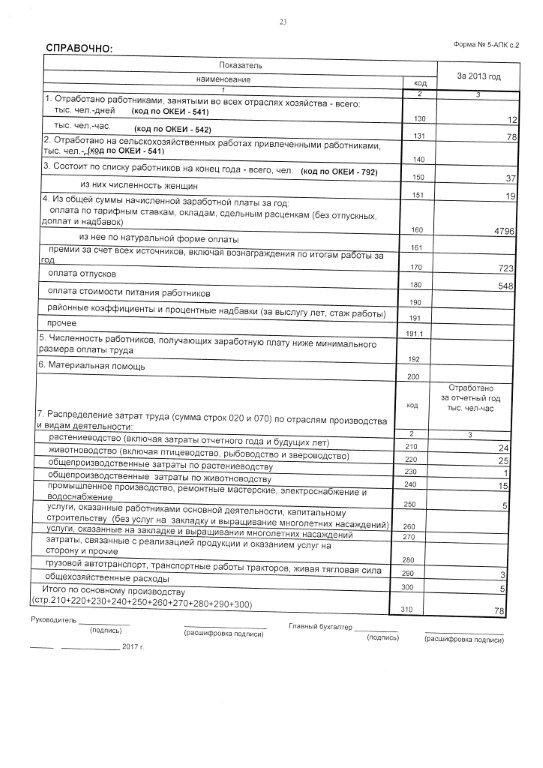 23
Форма № 5-АПК с.2
СПРАВОЧНО:
Показатель
За 2013 год
наименование код
1 2 3
1. Отработано работниками, занятыми во всех отраслях хозяйства - всего:
тыс. чел.-дней (код по ОКЕИ - 541) 130 12
тыс. чел.-час. (код по ОКЕИ - 542) 131 78
2. Отработано на сельскохозяйственных работах привлеченными работниками,
тыс. чел.-,(код по ОКЕИ - 541) 140
3. Состоит по списку работников на конец года - всего, чел. (код по ОКЕИ - 792) 150 37
из них численность женщин 151 19
4. Из общей суммы начисленной заработной платы за год:
оплата по тарифным ставкам, окладам, сдельным расценкам (без отпускных,
доплат и надбавок) 160 4796
из нее по натуральной форме оплаты 161
премии за счет всех источников, включая вознаграждения по итогам работы за
год 170 723
оплата отпусков 180 548
оплата стоимости питания работников 190
районные коэффициенты и процентные надбавки (за выслугу лет, стаж работы) 191
прочее 191.1
5. Численность работников, получающих заработную плату ниже минимального
размера оплаты труда 192
6. Материальная помощь 200
Отработано
за отчетный год
тыс. чел-час
код
7. Распределение затрат труда (сумма строк 020 и 070) по отраслям производства
и видам деятельности: 2 3
растениеводство (включая затраты отчетного года и будущих лет) 210 24
животноводство (включая птицеводство, рыбоводство и звероводство) 220 25
общепроизводственные затраты по растениеводству 230 1
общепроизводственные затраты по животноводству 240 15
промышленное производство, ремонтные мастерские, электроснабжение и
водоснабжение 250 5
услуги, оказанные работниками основной деятельности, капитальному
строительству (без услуг на закладку и выращивание многолетних насаждений) 260
услуги, оказанные на закладке и выращивании многолетних насаждений 270
затраты, связанные с реализацией продукции и оказанием услуг на
сторону и прочие 280
грузовой автотранспорт, транспортные работы тракторов, живая тягловая сила 290 3
общехозяйственные расходы 300 5
Итого по основному производству
(стр.210+220+230+240+250+260+270+280+290+300) 310 78
Руководитель Главный бухгалтер
(подпись) (расшифровка подписи) (подпись) (расшифровка подписи)
2017 г.